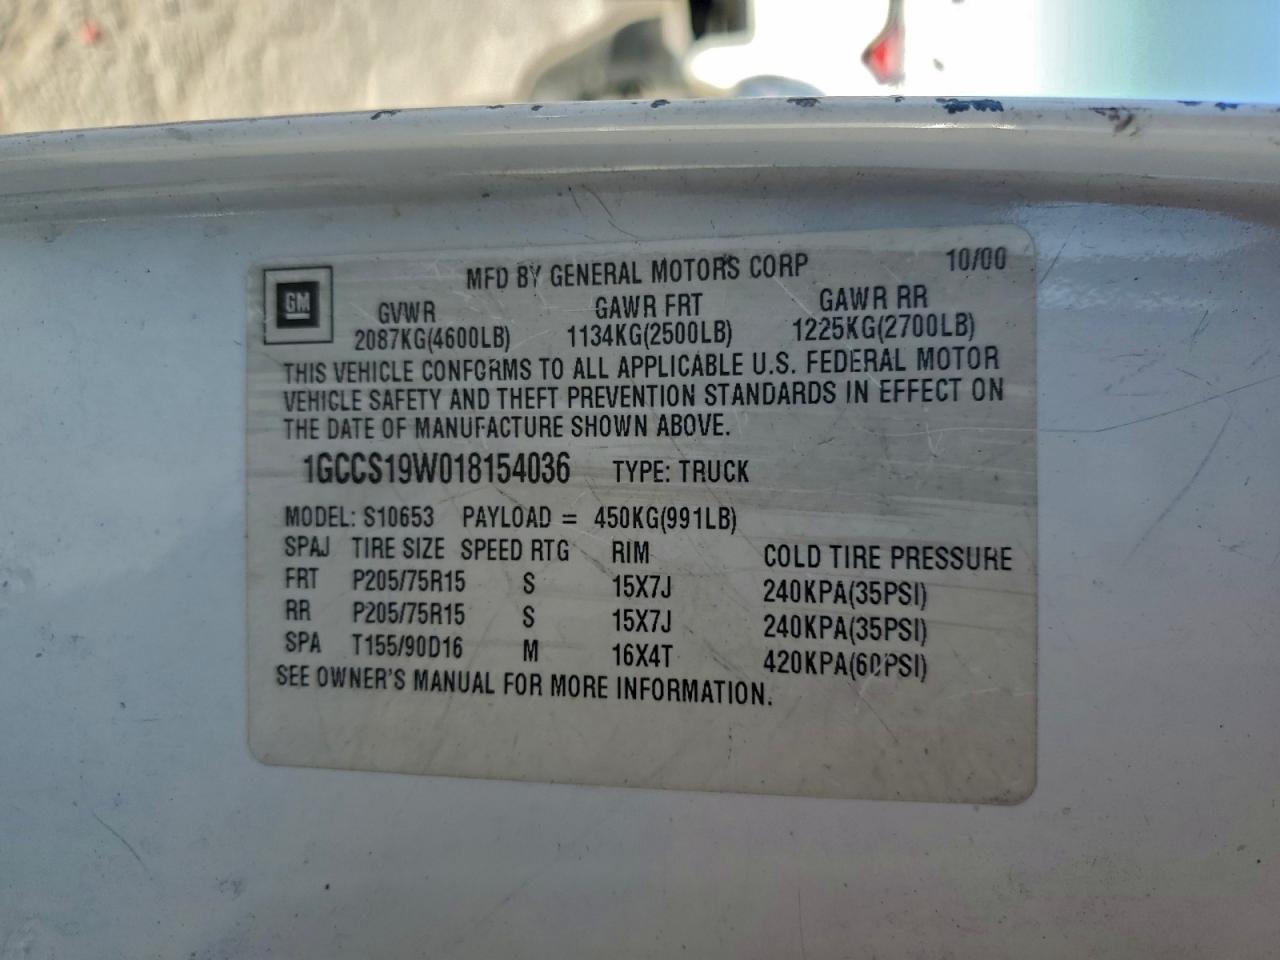 MFD BY GENERAL MOTORS CORP 10/00
GM
GVWR GAWR FRT GAWR RR
2087KG(4600LB) 1134KG(2500LB) 1225KG(2700LB)
THIS VEHICLE CONFORMS TO ALL APPLICABLE U.S. FEDERAL MOTOR
VEHICLE SAFETY AND THEFT PREVENTION STANDARDS IN EFFECT ON
THE DATE OF MANUFACTURE SHOWN ABOVE.
1GCCS19W018154036 TYPE: TRUCK
MODEL: S10653 PAYLOAD = 450KG(991LB)
SPAJ TIRE SIZE SPEED RTG RIM COLD TIRE PRESSURE
FRT P205/75R15 S 15X7J 240KPA(35PSI)
RR P205/75R15 S 15X7J 240KPA(35PSI)
SPA T155/90D16 M 16X4T 420KPA(60PSI)
SEE OWNER'S MANUAL FOR MORE INFORMATION.